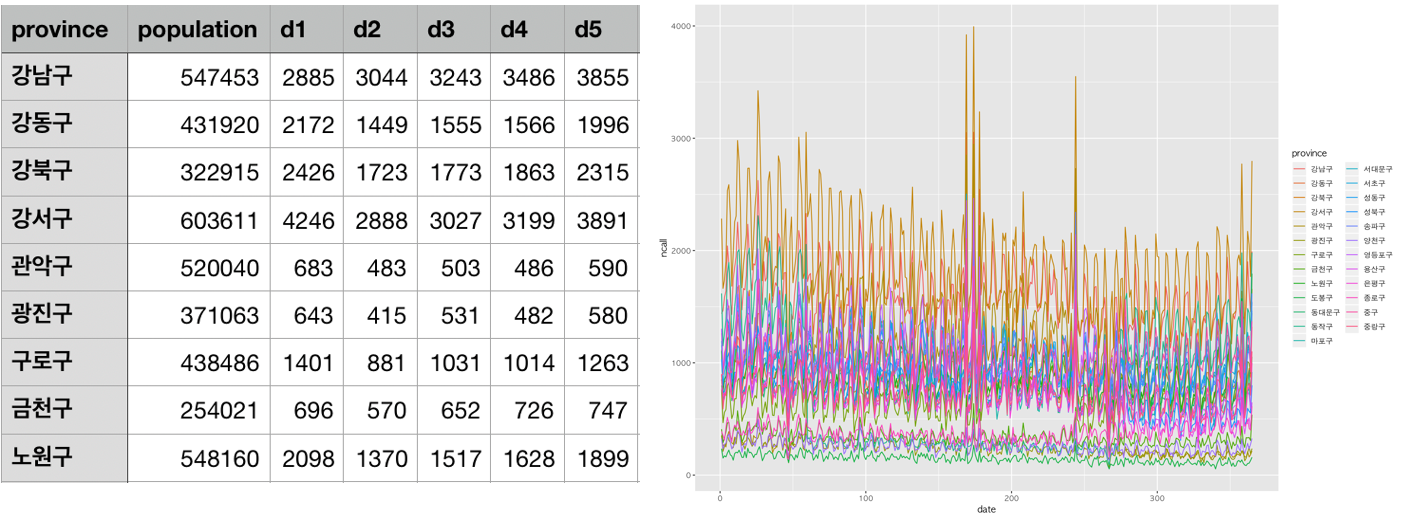 province population d1 d2 d3 d4 d5
강남구 547453 2885 3044 3243 3486 3855
강동구 431920 2172 1449 1555 1566 1996
강북구 322915 2426 1723 1773 1863 2315
강서구 603611 4246 2888 3027 3199 3891
관악구 520040 683 483 503 486 590
광진구 371063 643 415 531 482 580
구로구 438486 1401 881 1031 1014 1263
금천구 254021 696 570 652 726 747
노원구 548160 2098 1370 1517 1628 1899
4000
3000
2000
1000
0
ncall
0 100 200 300
date
province
강남구 서대문구
강동구 서초구
강북구 성동구
강서구 성북구
관악구 송파구
광진구 양천구
구로구 영등포구
금천구 용산구
노원구 은평구
도봉구 종로구
동대문구 중구
동작구 중랑구
마포구